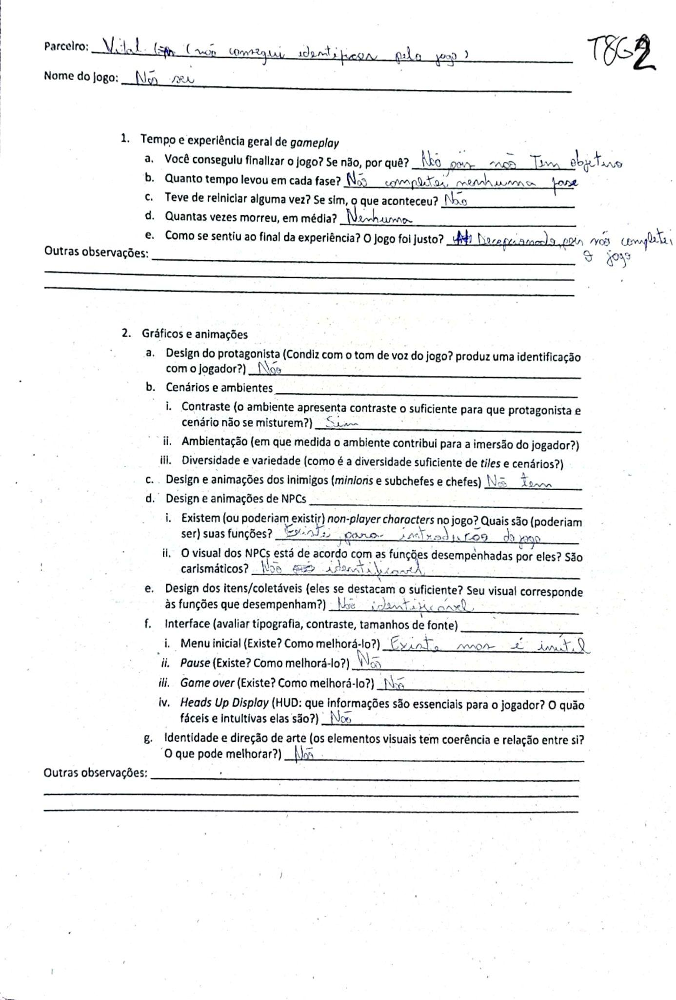 Parceiro: Vital (não consegui identificar pelo jogo)
T8G2
Nome do jogo: Não sei
1. Tempo e experiência geral de gameplay
a. Você conseguiu finalizar o jogo? Se não, por quê? Não, pois não Tem objetivo
b. Quanto tempo levou em cada fase? Não completei nenhuma fase
c. Teve de reiniciar alguma vez? Se sim, o que aconteceu? Não
d. Quantas vezes morreu, em média? Nenhuma
e. Como se sentiu ao final da experiência? O jogo foi justo? Decepcionada, pois não completei
o jogo
Outras observações:
2. Gráficos e animações
a. Design do protagonista (Condiz com o tom de voz do jogo? produz uma identificação
com o jogador?) Não
b. Cenários e ambientes
i. Contraste (o ambiente apresenta contraste o suficiente para que protagonista e
cenário não se misturem?) Sim
ii. Ambientação (em que medida o ambiente contribui para a imersão do jogador?)
iii. Diversidade e variedade (como é a diversidade suficiente de tiles e cenários?)
c. Design e animações dos inimigos (minions e subchefes e chefes) Não tem
d. Design e animações de NPCs
i. Existem (ou poderiam existir) non-player characters no jogo? Quais são (poderiam
ser) suas funções? Existi, para introdução do jogo
ii. O visual dos NPCs está de acordo com as funções desempenhadas por eles? São
carismáticos? Não identificável
e. Design dos itens/coletáveis (eles se destacam o suficiente? Seu visual corresponde
às funções que desempenham?) Não identificável
f. Interface (avaliar tipografia, contraste, tamanhos de fonte)
i. Menu inicial (Existe? Como melhorá-lo?) Existe mas é inútil
ii. Pause (Existe? Como melhorá-lo?) Não
iii. Game over (Existe? Como melhorá-lo?) Não
iv. Heads Up Display (HUD: que informações são essenciais para o jogador? O quão
fáceis e intuitivas elas são?) Não
g. Identidade e direção de arte (os elementos visuais tem coerência e relação entre si?
O que pode melhorar?) Não
Outras observações: